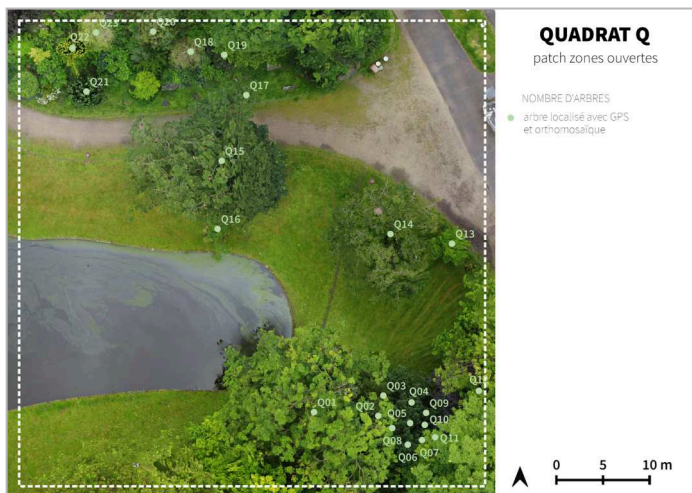 QUADRAT Q
patch zones ouvertes
NOMBRE D'ARBRES
arbre localisé avec GPS
et orthomosaïque
Q22
Q18
Q19
Q21
Q17
Q15
Q16
Q14
Q13
Q03
Q04
Q01
Q02
Q05
Q09
Q10
Q08
Q11
Q07
Q06
0 5 10 m